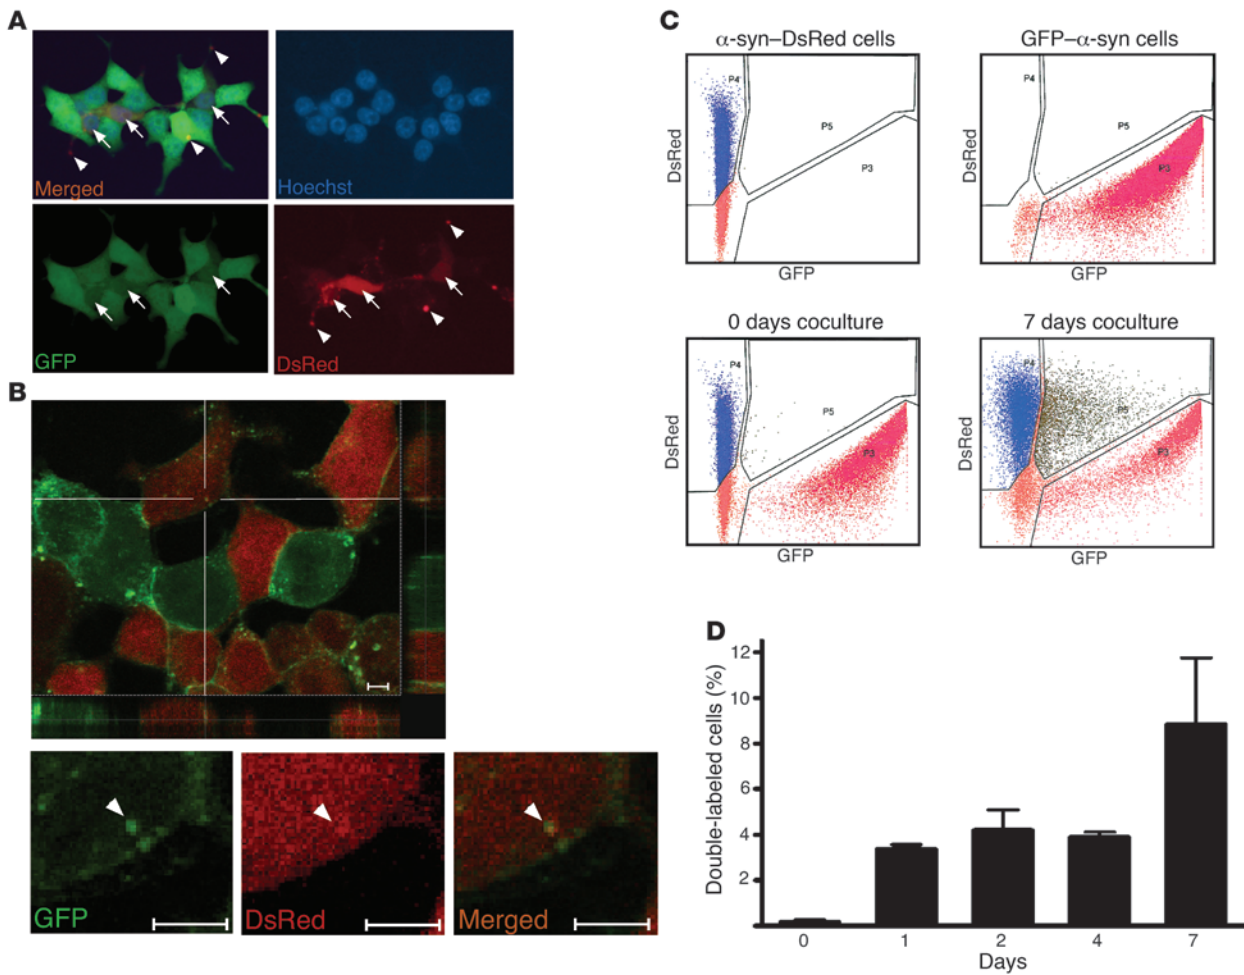 A
Merged
Hoechst
GFP
DsRed
B
GFP
DsRed
Merged
C
α-syn–DsRed cells
P4
P5
P3
DsRed
GFP
GFP–α-syn cells
P4
P5
P3
DsRed
GFP
0 days coculture
P4
P5
P3
DsRed
GFP
7 days coculture
P4
P5
P3
DsRed
GFP
D
Double-labeled cells (%)
12
10
8
6
4
2
0
1
2
4
7
Days